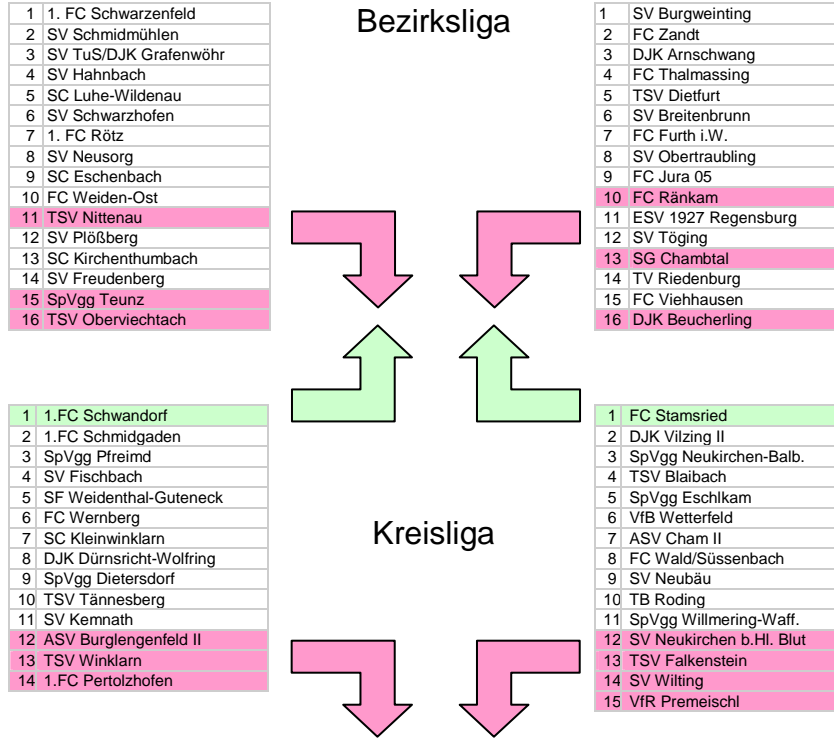 Bezirksliga
1 1. FC Schwarzenfeld
2 SV Schmidmühlen
3 SV TuS/DJK Grafenwöhr
4 SV Hahnbach
5 SC Luhe-Wildenau
6 SV Schwarzhofen
7 1. FC Rötz
8 SV Neusorg
9 SC Eschenbach
10 FC Weiden-Ost
11 TSV Nittenau
12 SV Plößberg
13 SC Kirchenthumbach
14 SV Freudenberg
15 SpVgg Teunz
16 TSV Oberviechtach
1 SV Burgweinting
2 FC Zandt
3 DJK Arnschwang
4 FC Thalmassing
5 TSV Dietfurt
6 SV Breitenbrunn
7 FC Furth i.W.
8 SV Obertraubling
9 FC Jura 05
10 FC Ränkam
11 ESV 1927 Regensburg
12 SV Töging
13 SG Chambtal
14 TV Riedenburg
15 FC Viehhausen
16 DJK Beucherling
Kreisliga
1 1.FC Schwandorf
2 1.FC Schmidgaden
3 SpVgg Pfreimd
4 SV Fischbach
5 SF Weidenthal-Guteneck
6 FC Wernberg
7 SC Kleinwinklarn
8 DJK Dürnsricht-Wolfring
9 SpVgg Dietersdorf
10 TSV Tännesberg
11 SV Kemnath
12 ASV Burglengenfeld II
13 TSV Winklarn
14 1.FC Pertolzhofen
1 FC Stamsried
2 DJK Vilzing II
3 SpVgg Neukirchen-Balb.
4 TSV Blaibach
5 SpVgg Eschlkam
6 VfB Wetterfeld
7 ASV Cham II
8 FC Wald/Süssenbach
9 SV Neubäu
10 TB Roding
11 SpVgg Willmering-Waff.
12 SV Neukirchen b.Hl. Blut
13 TSV Falkenstein
14 SV Wilting
15 VfR Premeischl